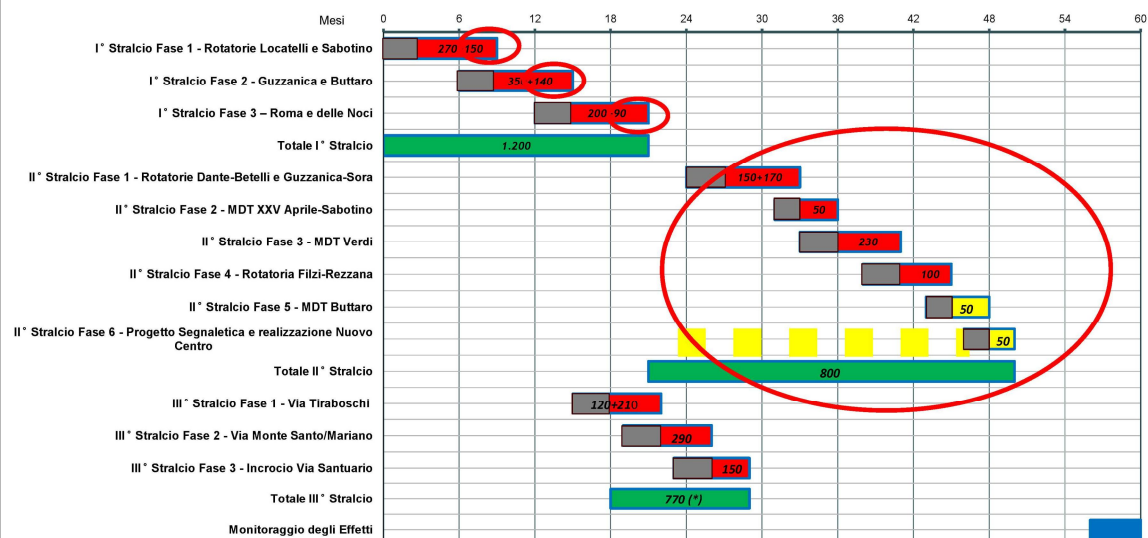 Mesi 0 6 12 18 24 30 36 42 48 54 60
I° Stralcio Fase 1 - Rotatorie Locatelli e Sabotino 270 150
I° Stralcio Fase 2 - Guzzanica e Buttaro +140
I° Stralcio Fase 3 – Roma e delle Noci 200 90
Totale I° Stralcio 1.200
II° Stralcio Fase 1 - Rotatorie Dante-Betelli e Guzzanica-Sora 150+170
II° Stralcio Fase 2 - MDT XXV Aprile-Sabotino 50
II° Stralcio Fase 3 - MDT Verdi 230
II° Stralcio Fase 4 - Rotatoria Filzi-Rezzana 100
II° Stralcio Fase 5 - MDT Buttaro 50
II° Stralcio Fase 6 - Progetto Segnaletica e realizzazione Nuovo
Centro 50
Totale II° Stralcio 800
III° Stralcio Fase 1 - Via Tiraboschi 120+210
III° Stralcio Fase 2 - Via Monte Santo/Mariano 290
III° Stralcio Fase 3 - Incrocio Via Santuario 150
Totale III° Stralcio 770 (*)
Monitoraggio degli Effetti